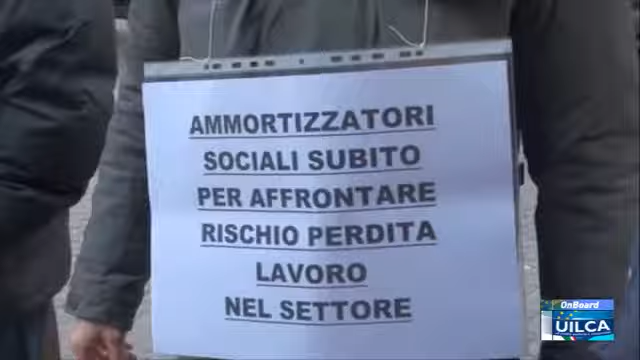 AMMORTIZZATORI
SOCIALI SUBITO
PER AFFRONTARE
RISCHIO PERDITA
LAVORO
NEL SETTORE
OnBoard
UILCA